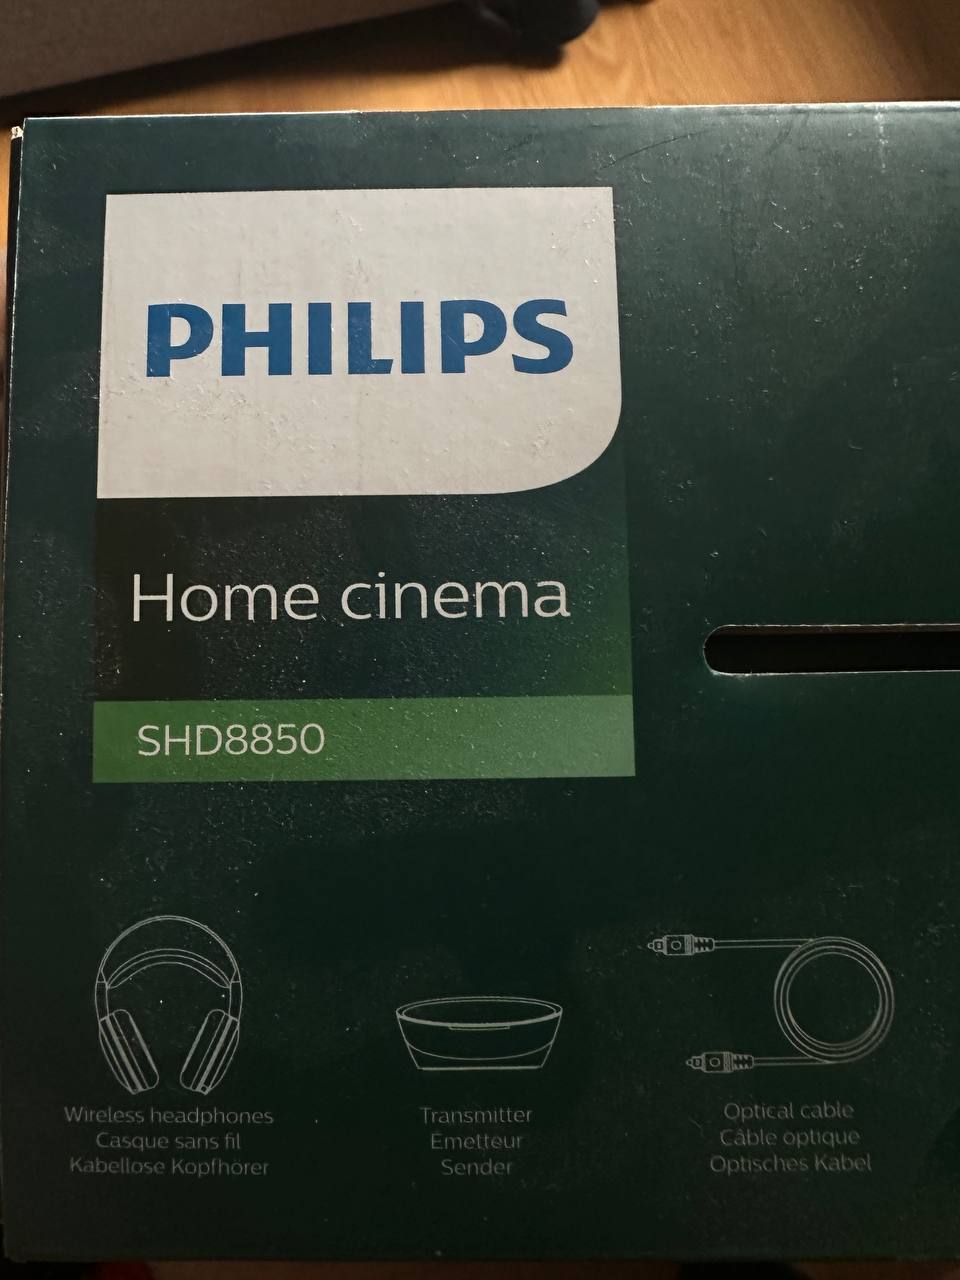 PHILIPS
Home cinema
SHD8850
Wireless headphones
Casque sans fil
Kabellose Kopfhörer
Transmitter
Emetteur
Sender
Optical cable
Câble optique
Optisches Kabel